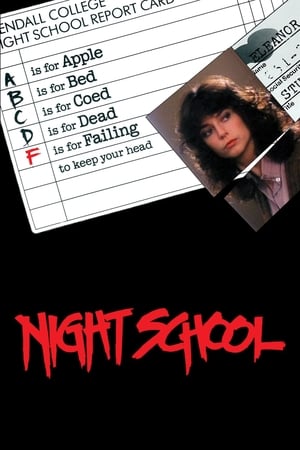 ENDALL COLLEGE
IGHT SCHOOL REPORT CARD
A is for Apple
B is for Bed
C is for Coed
D is for Dead
F is for Failing
to keep your head
ELEANOR
NIGHT SCHOOL